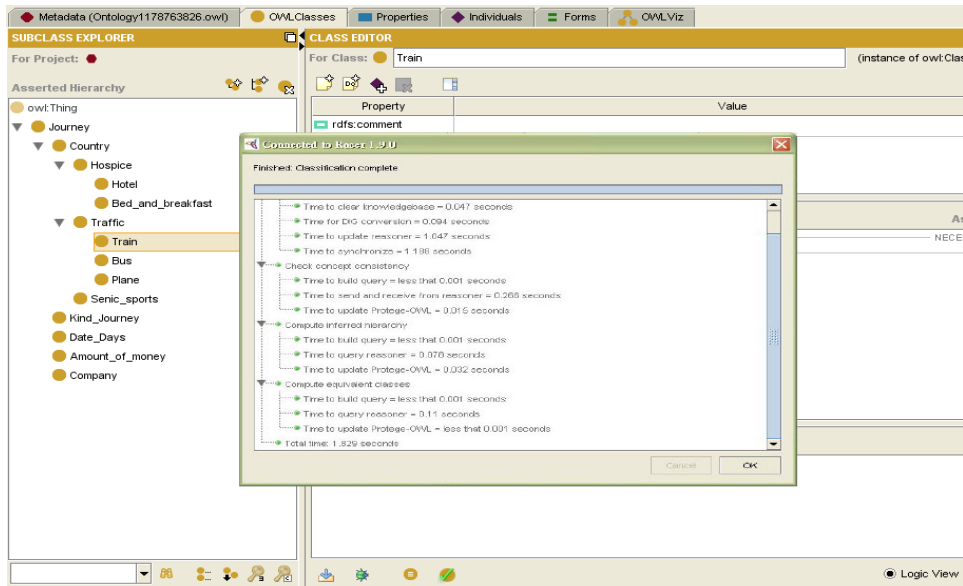 Metadata (Ontology1178763826.owl) OWLClasses Properties Individuals Forms OWLViz
SUBCLASS EXPLORER
For Project:
Asserted Hierarchy
owl:Thing
Journey
Country
Hospice
Hotel
Bed_and_breakfast
Traffic
Train
Bus
Plane
Senic_sports
Kind_Journey
Date_Days
Amount_of_money
Company
CLASS EDITOR
For Class: Train (instance of owl:Clas
Property Value
rdfs:comment
As
NECE
Connected to Racer 1.9.0
Finished: Classification complete
Time to clear knowledgebase = 0.047 seconds
Time for DIG conversion = 0.094 seconds
Time to update reasoner = 1.047 seconds
Time to synchronize = 1.188 seconds
Check concept consistency
Time to build query = less that 0.001 seconds
Time to send and receive from reasoner = 0.266 seconds
Time to update Protege-OWL = 0.015 seconds
Compute inferred hierarchy
Time to build query = less that 0.001 seconds
Time to query reasoner = 0.078 seconds
Time to update Protege-OWL = 0.032 seconds
Compute equivalent classes
Time to build query = less that 0.001 seconds
Time to query reasoner = 0.11 seconds
Time to update Protege-OWL = less that 0.001 seconds
Total time: 1.829 seconds
Cancel OK
Logic View